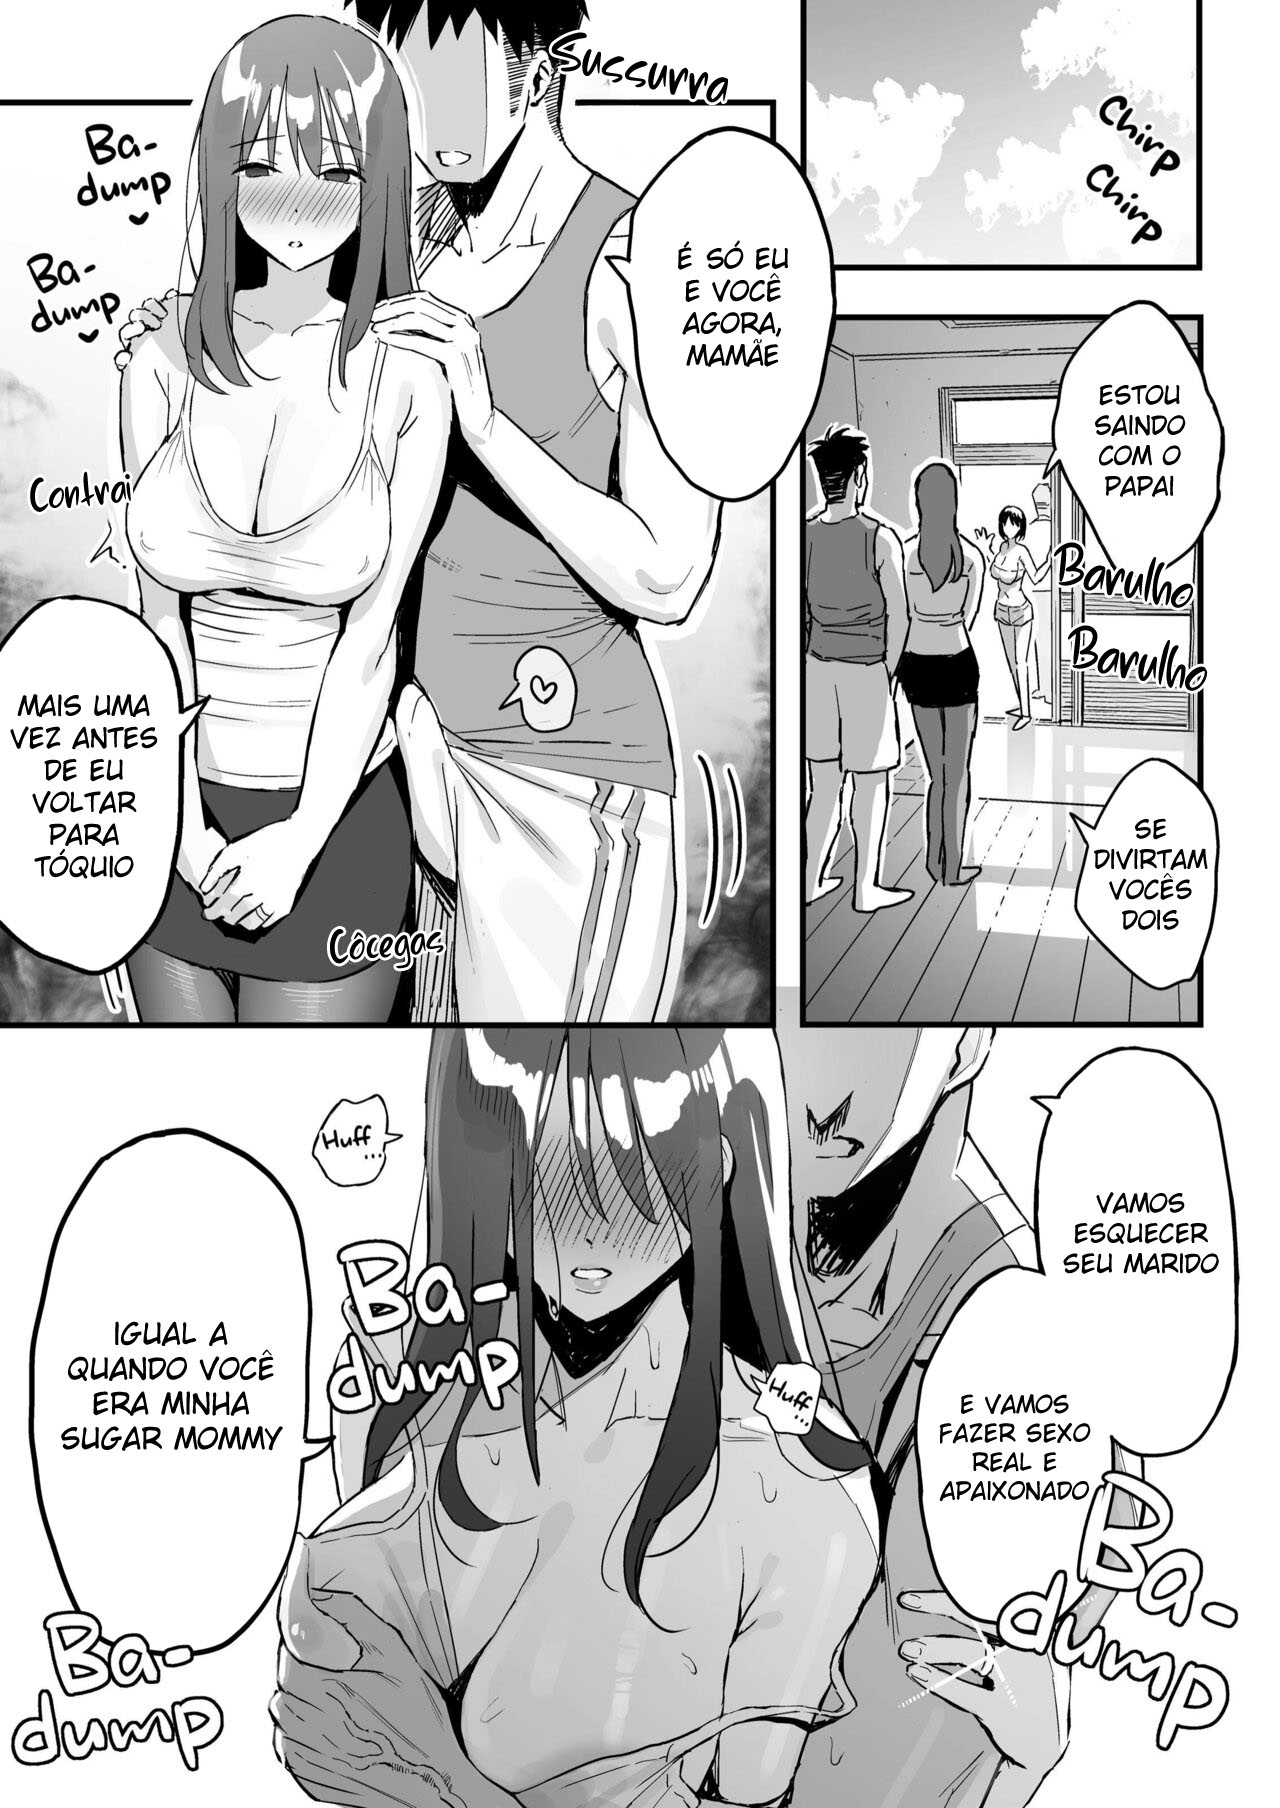 Chirp
Chirp
ESTOU
SAINDO
COM O
PAPAI
Barulho
Barulho
SE
DIVIRTAM
VOCÊS
DOIS
Sussurra
É SÓ EU
E VOCÊ
AGORA,
MAMÃE
Ba-
dump
Ba-
dump
Contrai
MAIS UMA
VEZ ANTES
DE EU
VOLTAR
PARA
TÓQUIO
Côcegas
VAMOS
ESQUECER
SEU MARIDO
E VAMOS
FAZER SEXO
REAL E
APAIXONADO
Huff
...
Ba-
dump
Huff
...
IGUAL A
QUANDO VOCÊ
ERA MINHA
SUGAR MOMMY
Ba-
dump
Ba-
dump